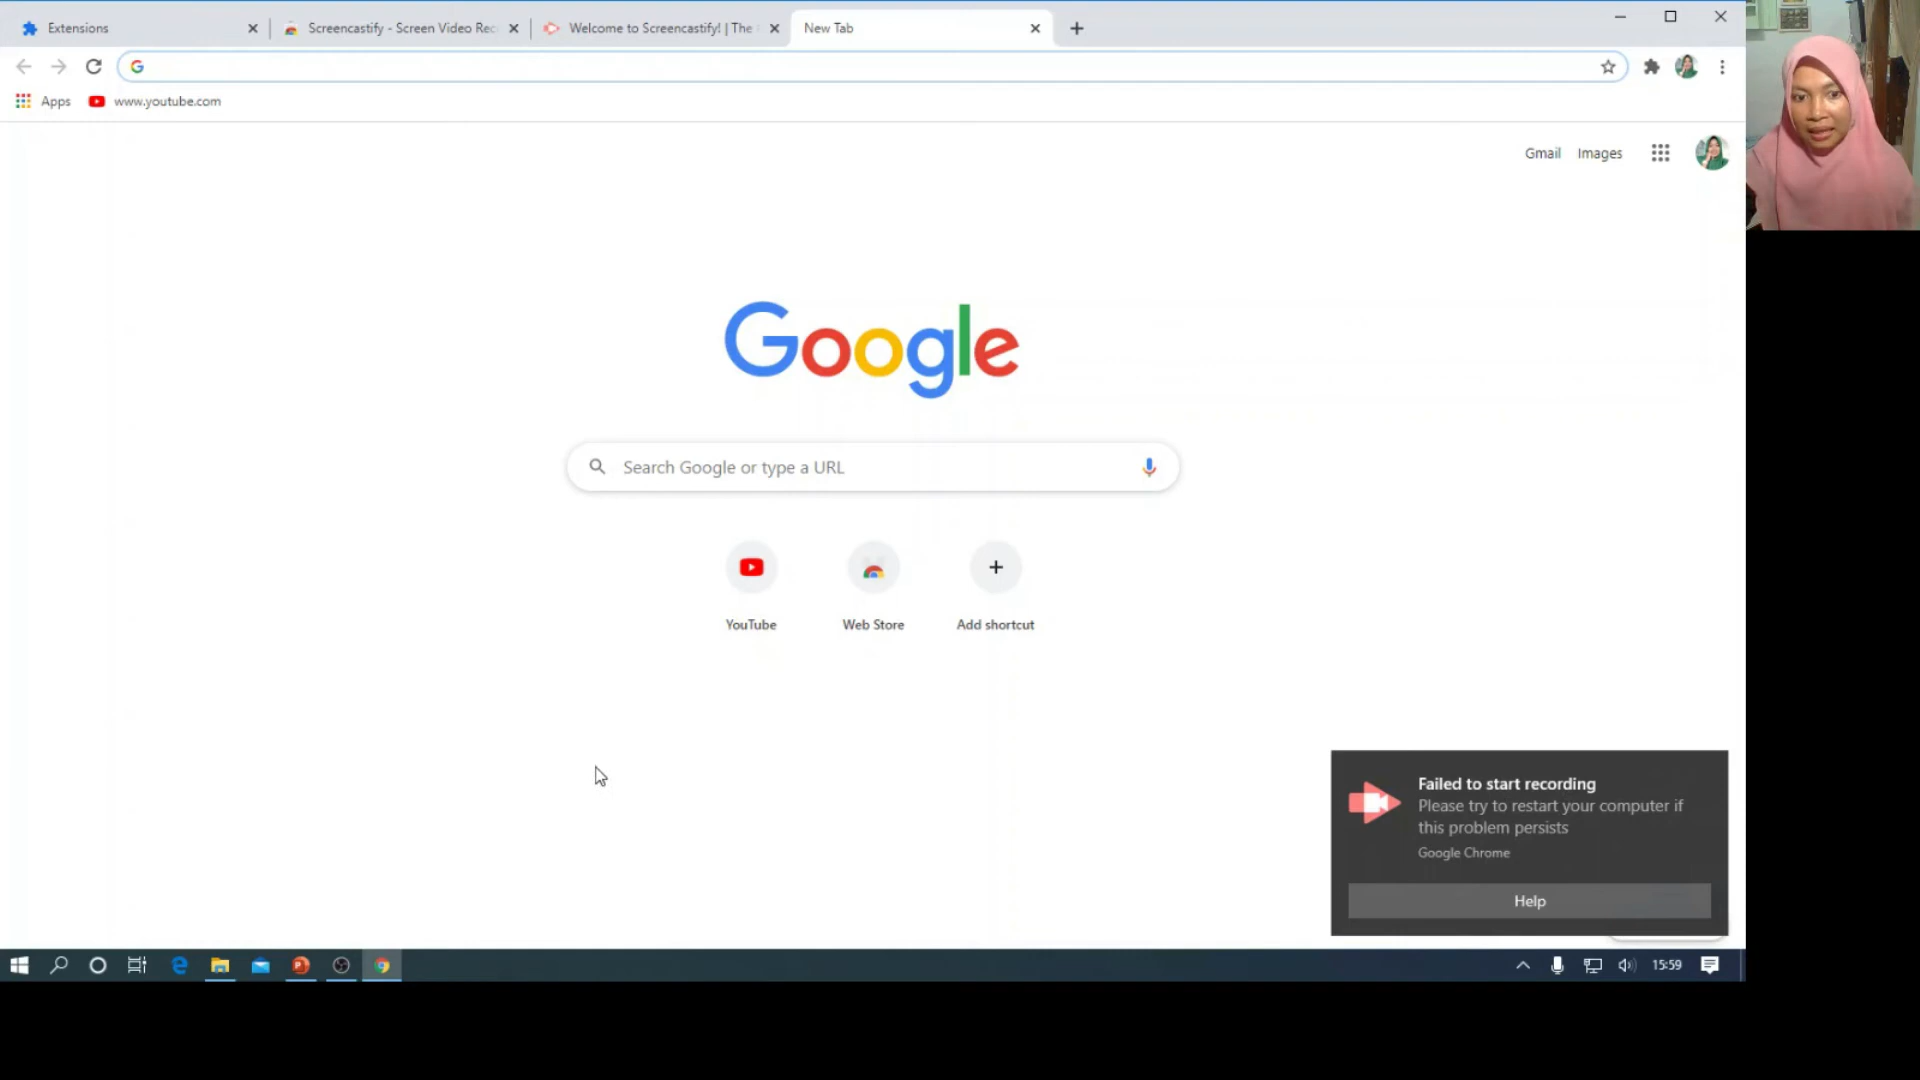 Extensions
Screencastify - Screen Video Rec
Welcome to Screencastify! | The
New Tab
Apps
www.youtube.com
Gmail
Images
Google
Search Google or type a URL
YouTube
Web Store
Add shortcut
Failed to start recording
Please try to restart your computer if
this problem persists
Google Chrome
Help
15:59